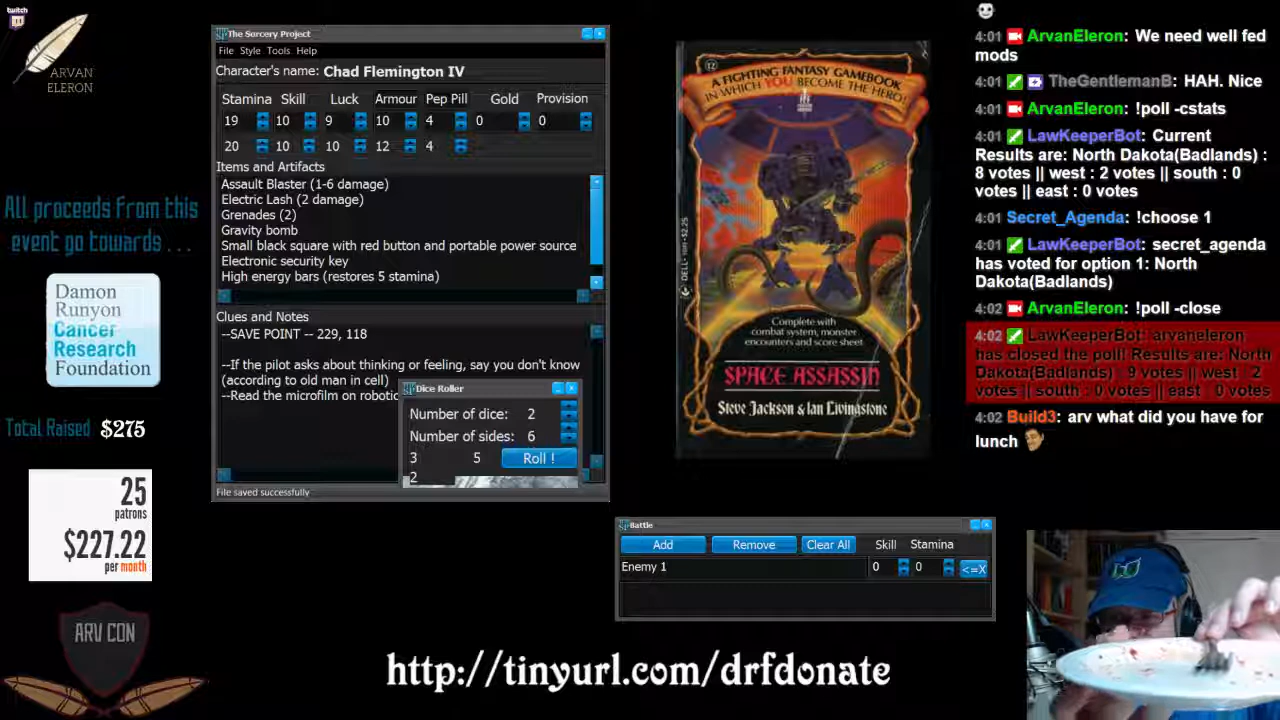 twitch
ARVAN
ELERON
All proceeds from this
event go towards . . .
Damon
Runyon
Cancer
Research
Foundation
Total Raised $275
25
patrons
$227.22
per month
ARV CON
The Sorcery Project
File Style Tools Help
Character's name: Chad Flemington IV
Stamina Skill Luck Armour Pep Pill Gold Provision
19 10 9 10 4 0 0
20 10 10 12 4
Items and Artifacts
Assault Blaster (1-6 damage)
Electric Lash (2 damage)
Grenades (2)
Gravity bomb
Small black square with red button and portable power source
Electronic security key
High energy bars (restores 5 stamina)
Clues and Notes
--SAVE POINT -- 229, 118
--If the pilot asks about thinking or feeling, say you don't know
(according to old man in cell)
--Read the microfilm on robotic
Dice Roller
Number of dice: 2
Number of sides: 6
3 5 Roll !
2
File saved successfully
12
A FIGHTING FANTASY GAMEBOOK
IN WHICH YOU BECOME THE HERO!
Complete with
combat system, monster
encounters and score sheet
SPACE ASSASSIN
Steve Jackson & Ian Livingstone
Battle
Add Remove Clear All Skill Stamina
Enemy 1 0 0 <=X
http://tinyurl.com/drfdonate
4:01 ArvanEleron: We need well fed
mods
4:01 TheGentlemanB: HAH. Nice
4:01 ArvanEleron: !poll -cstats
4:01 LawKeeperBot: Current
Results are: North Dakota(Badlands) :
8 votes || west : 2 votes || south : 0
votes || east : 0 votes
4:01 Secret_Agenda: !choose 1
4:01 LawKeeperBot: secret_agenda
has voted for option 1: North
Dakota(Badlands)
4:02 ArvanEleron: !poll -close
4:02 LawKeeperBot: arvaneleron
has closed the poll! Results are: North
Dakota(Badlands) : 9 votes || west : 2
votes || south : 0 votes || east : 0 votes
4:02 Build3: arv what did you have for
lunch